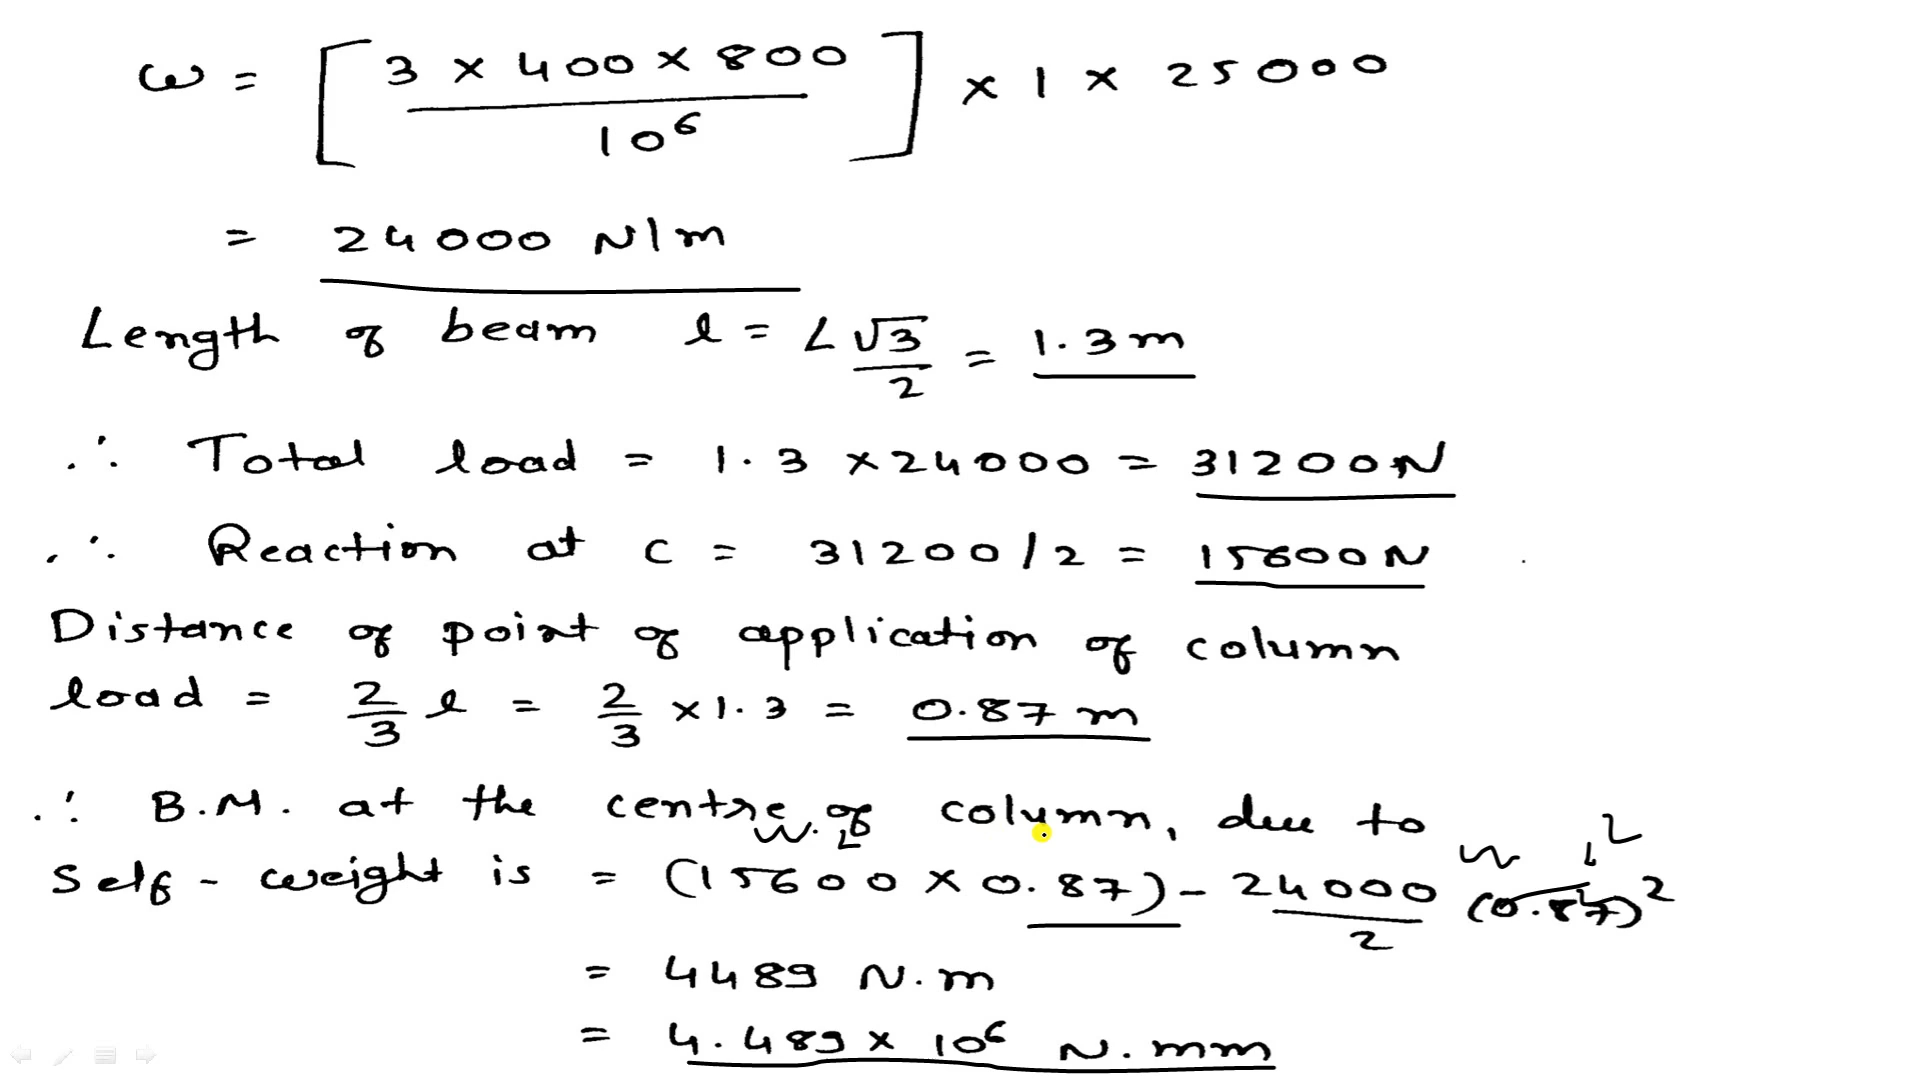 ω = [ 3 × 400 × 800 / 10⁶ ] × 1 × 25000
= 24000 N/m
Length of beam l = L √3 / 2 = 1.3 m
∴ Total load = 1.3 × 24000 = 31200 N
∴ Reaction at C = 31200 / 2 = 15600 N
Distance of point of application of column
load = 2/3 l = 2/3 × 1.3 = 0.87 m
∴ B.M. at the centre of column, due to
self-weight is = (15600 × 0.87) - 24000/2 (0.87)²
= 4489 N.m
= 4.489 × 10⁶ N.mm